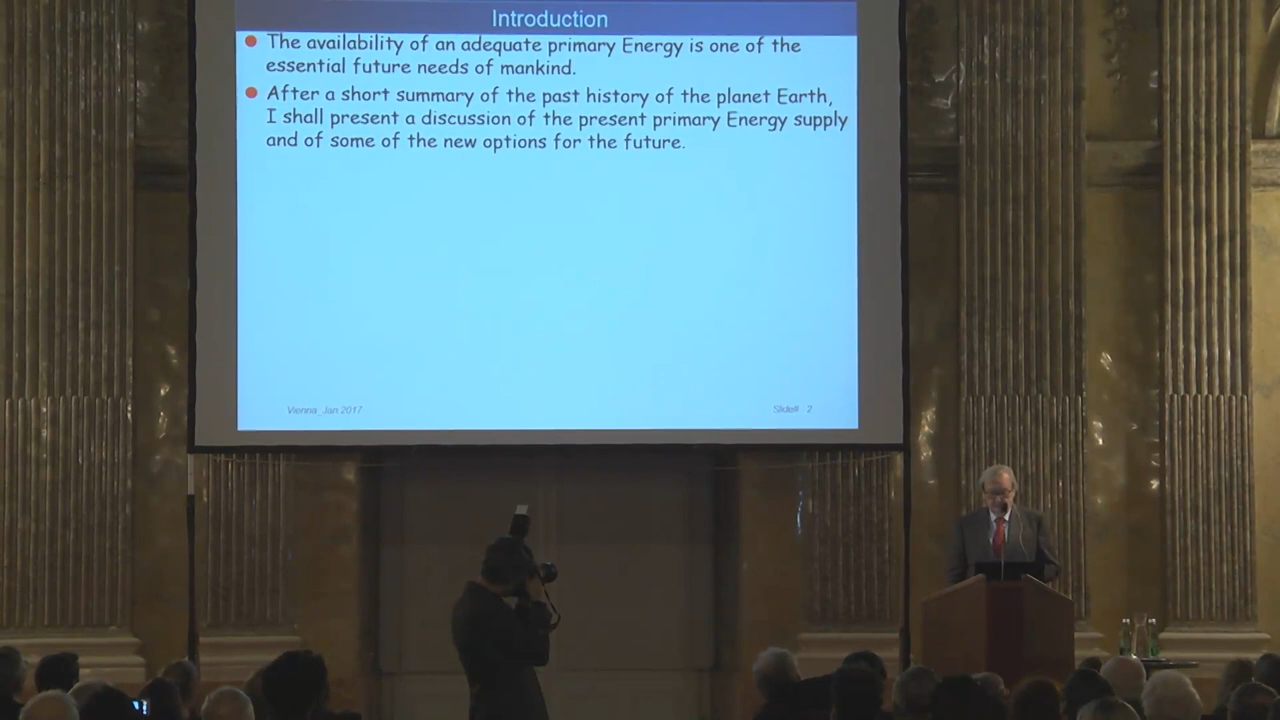 Introduction
The availability of an adequate primary Energy is one of the
essential future needs of mankind.
After a short summary of the past history of the planet Earth,
I shall present a discussion of the present primary Energy supply
and of some of the new options for the future.
Vienna_Jan 2017
Slide# : 2